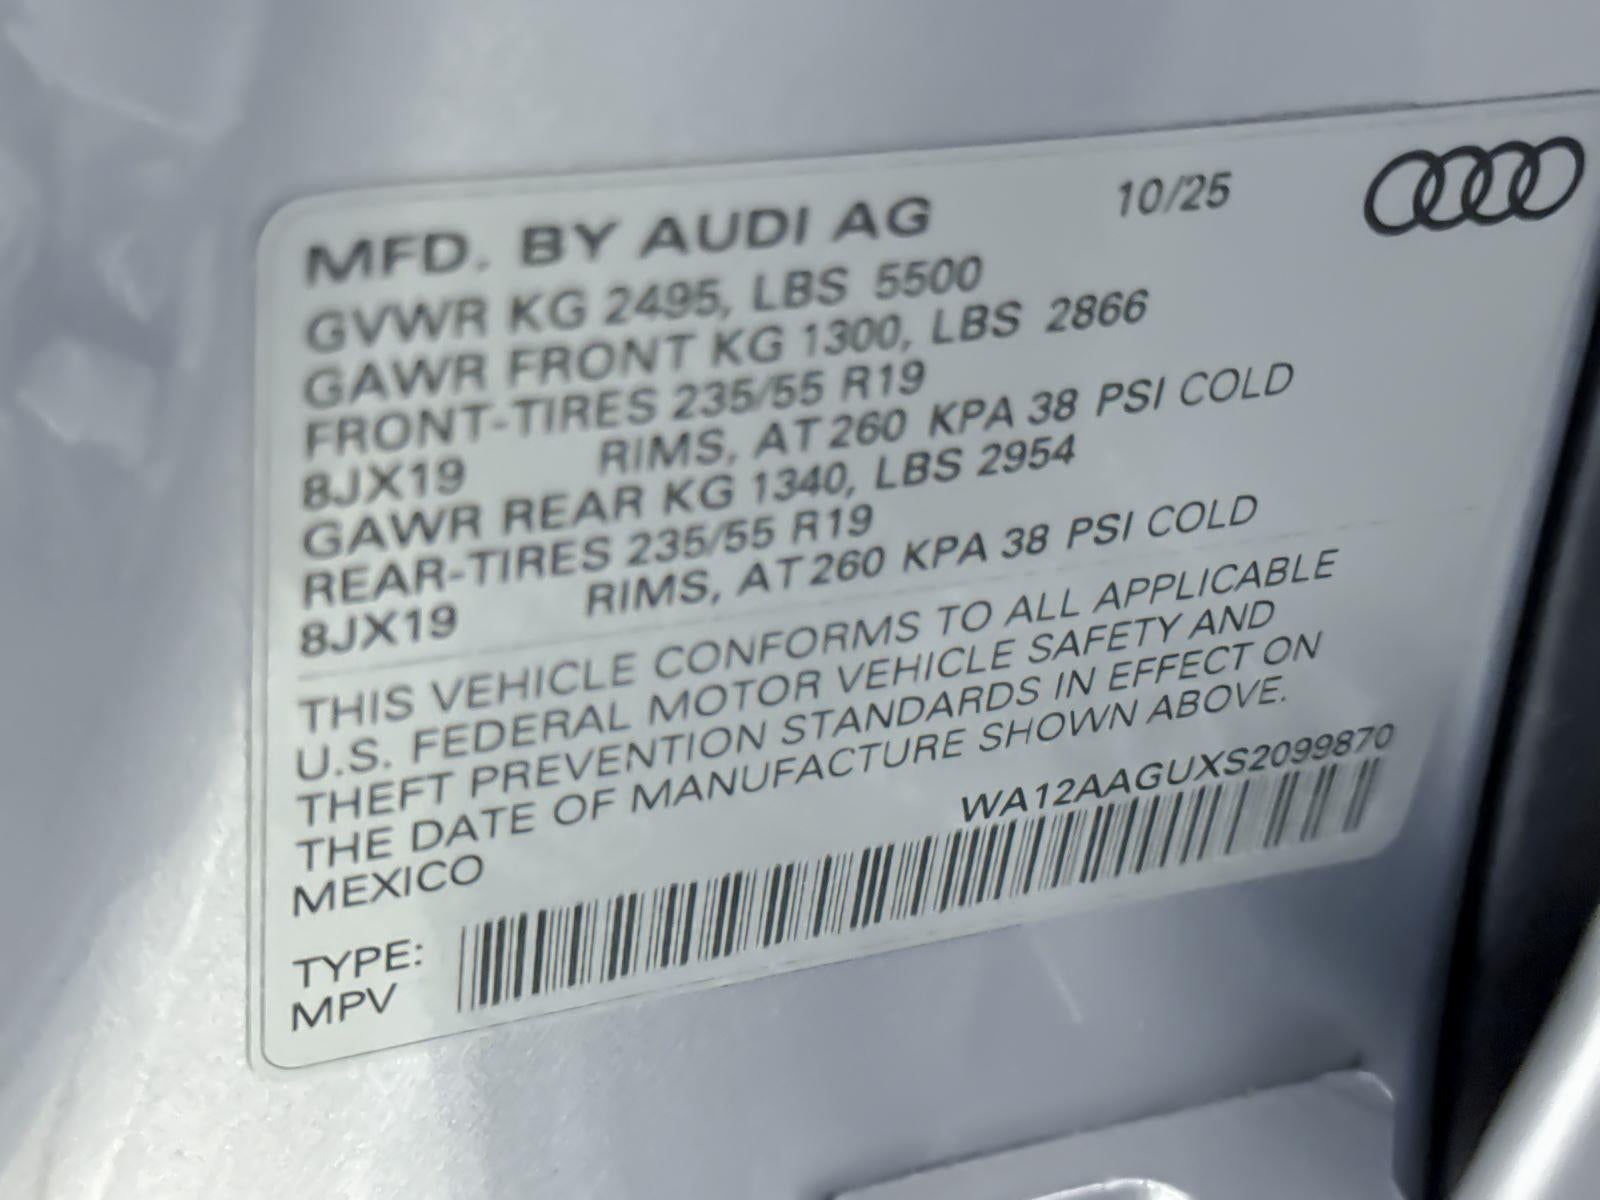 MFD. BY AUDI AG 10/25
GVWR KG 2495, LBS 5500
GAWR FRONT KG 1300, LBS 2866
FRONT-TIRES 235/55 R19
8JX19 RIMS, AT 260 KPA 38 PSI COLD
GAWR REAR KG 1340, LBS 2954
REAR-TIRES 235/55 R19
8JX19 RIMS, AT 260 KPA 38 PSI COLD
THIS VEHICLE CONFORMS TO ALL APPLICABLE
U.S. FEDERAL MOTOR VEHICLE SAFETY AND
THEFT PREVENTION STANDARDS IN EFFECT ON
THE DATE OF MANUFACTURE SHOWN ABOVE.
MEXICO WA12AAGUXS2099870
TYPE:
MPV